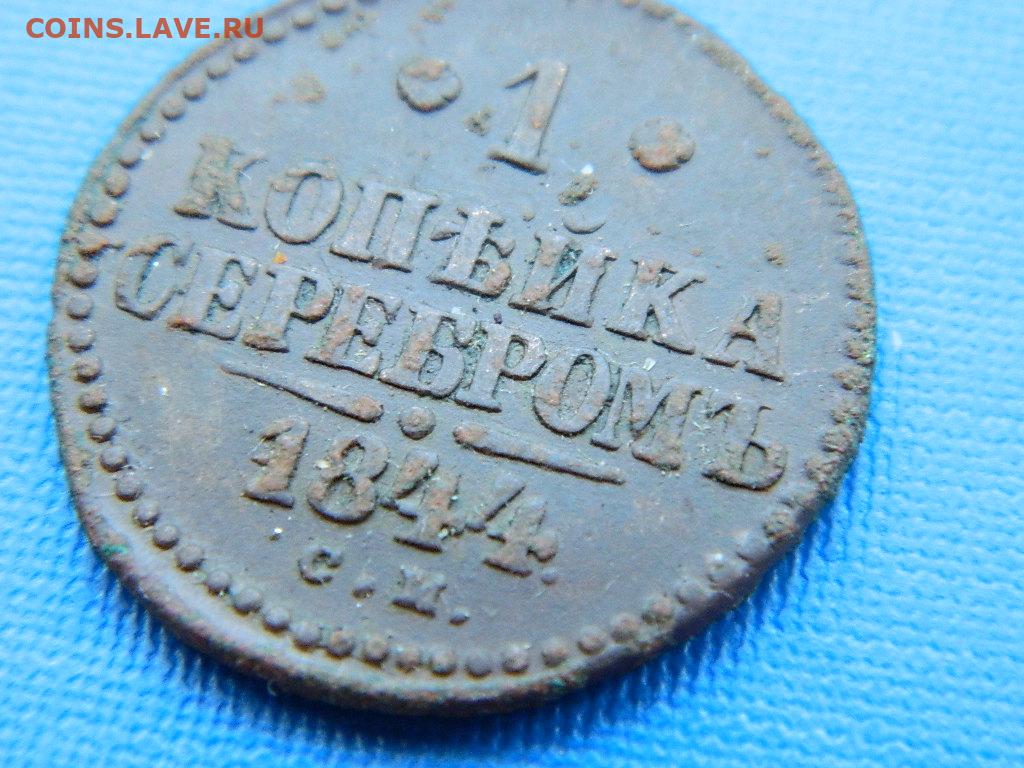 COINS.LAVE.RU
1
КОПѢЙКА
СЕРЕБРОМЪ
1844.
С.М.